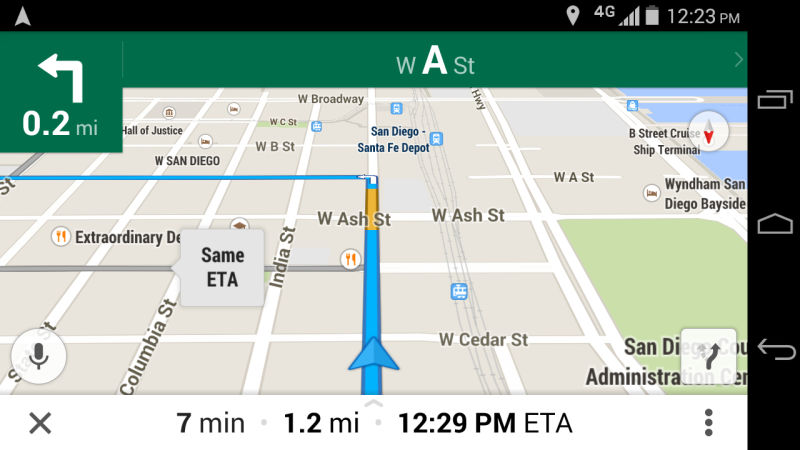 4G 12:23 PM
W A St
0.2 mi
W Broadway
Hwy
Hall of Justice
W C St
San Diego -
Santa Fe Depot
B Street Cruise
Ship Terminal
W B St
W SAN DIEGO
W A St
Wyndham San
Diego Bayside
St
W Ash St
W Ash St
Extraordinary De
Same
ETA
India St
Columbia St
State St
W Cedar St
San Diego Cou
Administration Cen
7 min • 1.2 mi • 12:29 PM ETA